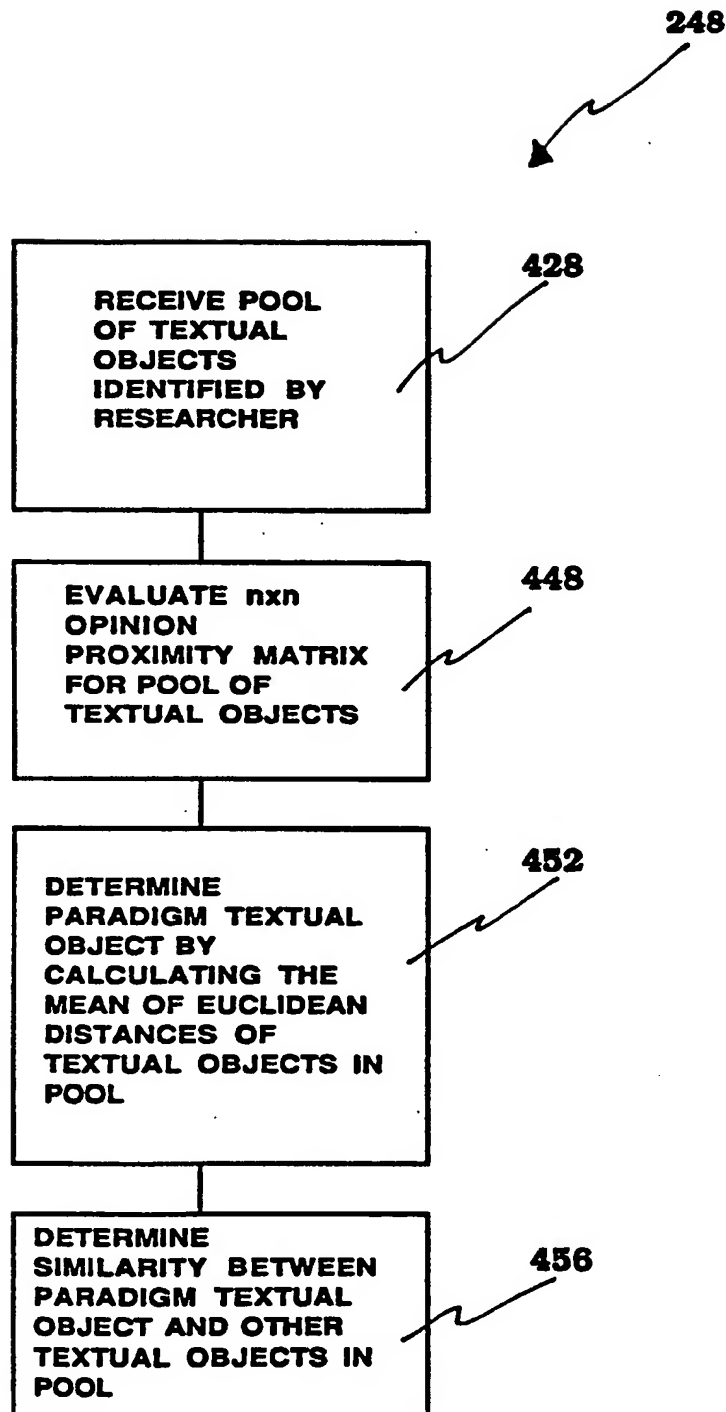 248
428
RECEIVE POOL
OF TEXTUAL
OBJECTS
IDENTIFIED BY
RESEARCHER
448
EVALUATE nxn
OPINION
PROXIMITY MATRIX
FOR POOL OF
TEXTUAL OBJECTS
452
DETERMINE
PARADIGM TEXTUAL
OBJECT BY
CALCULATING THE
MEAN OF EUCLIDEAN
DISTANCES OF
TEXTUAL OBJECTS IN
POOL
456
DETERMINE
SIMILARITY BETWEEN
PARADIGM TEXTUAL
OBJECT AND OTHER
TEXTUAL OBJECTS IN
POOL